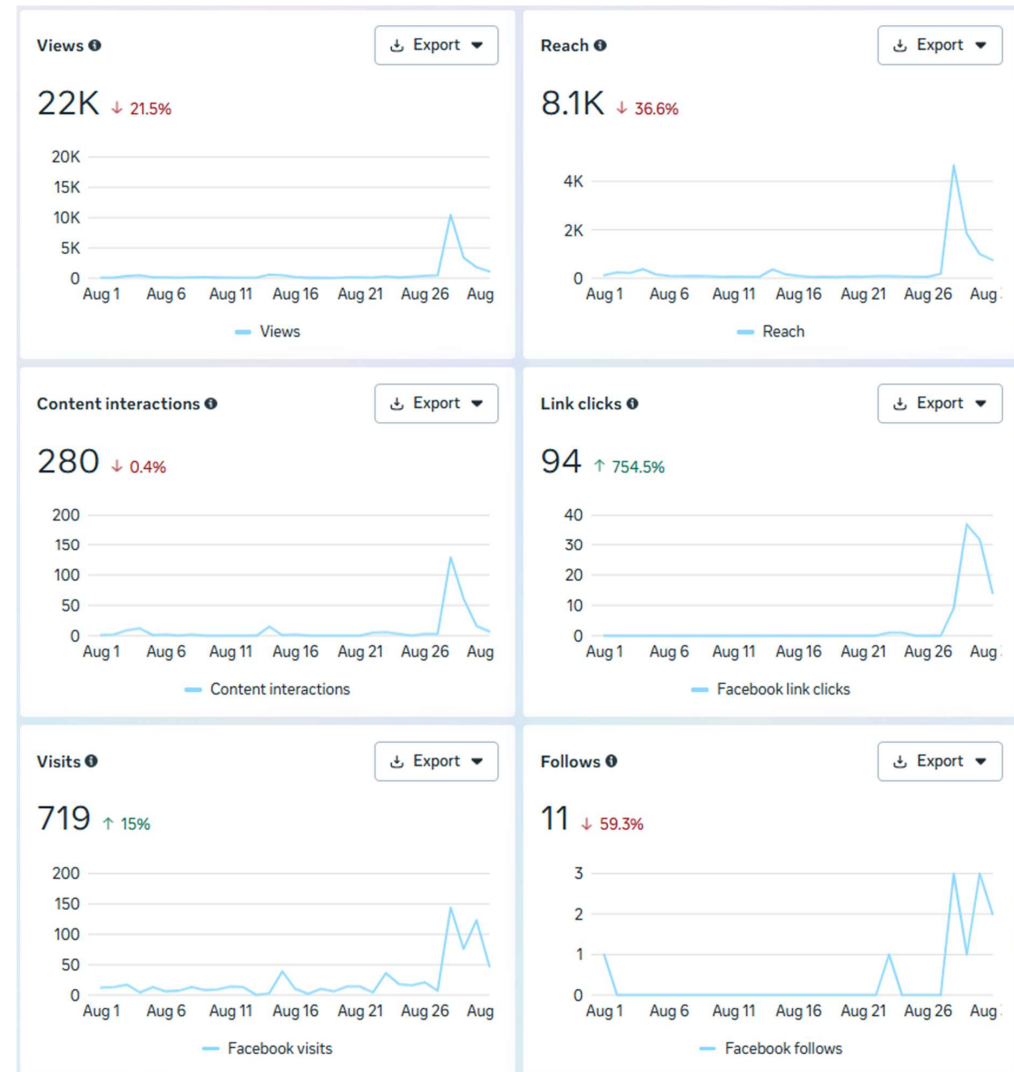 Views
Export
22K ↓ 21.5%
20K
15K
10K
5K
0
Aug 1 Aug 6 Aug 11 Aug 16 Aug 21 Aug 26 Aug
Views
Reach
Export
8.1K ↓ 36.6%
4K
2K
0
Aug 1 Aug 6 Aug 11 Aug 16 Aug 21 Aug 26 Aug
Reach
Content interactions
Export
280 ↓ 0.4%
200
150
100
50
0
Aug 1 Aug 6 Aug 11 Aug 16 Aug 21 Aug 26 Aug
Content interactions
Link clicks
Export
94 ↑ 754.5%
40
30
20
10
0
Aug 1 Aug 6 Aug 11 Aug 16 Aug 21 Aug 26 Aug
Facebook link clicks
Visits
Export
719 ↑ 15%
200
150
100
50
0
Aug 1 Aug 6 Aug 11 Aug 16 Aug 21 Aug 26 Aug
Facebook visits
Follows
Export
11 ↓ 59.3%
3
2
1
0
Aug 1 Aug 6 Aug 11 Aug 16 Aug 21 Aug 26 Aug
Facebook follows